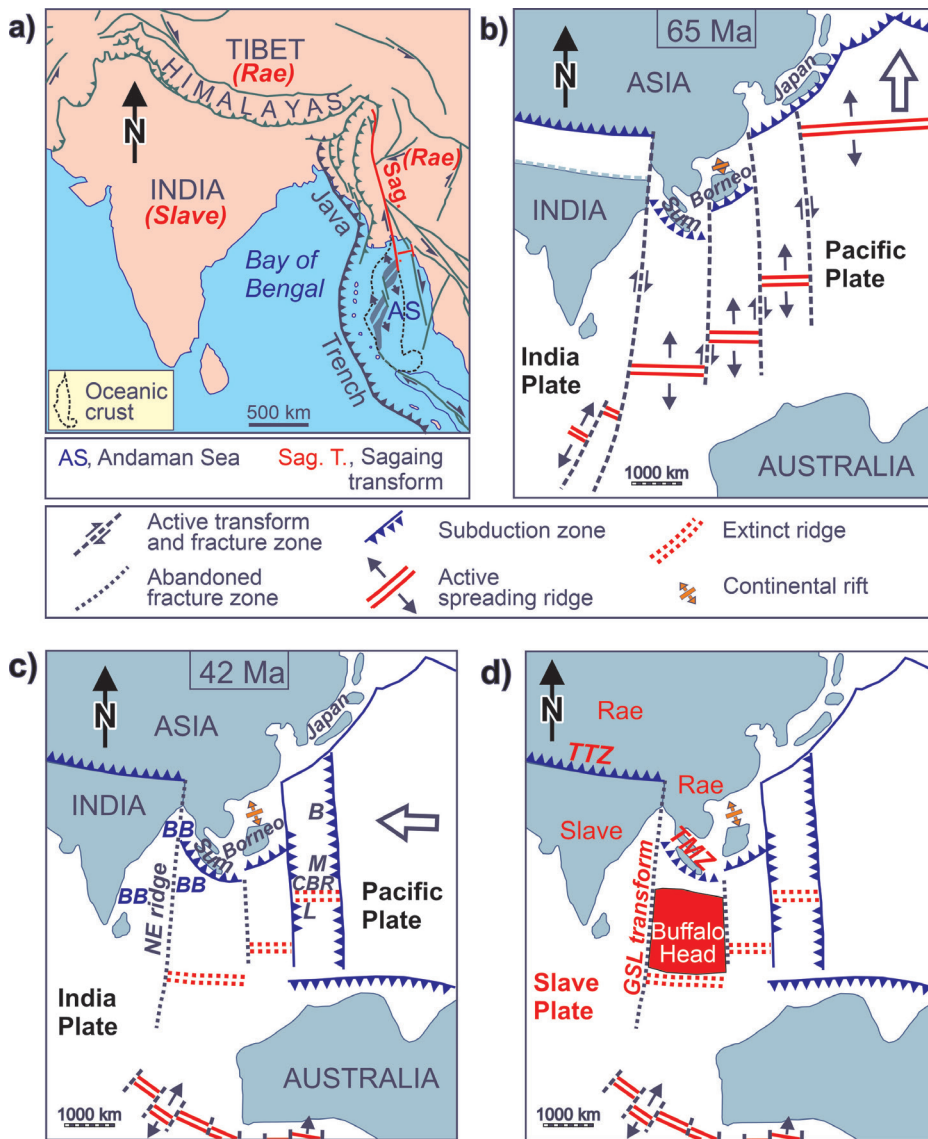 a)
TIBET
(Rae)
HIMALAYAS
N
(Rae)
Sag.
INDIA
(Slave)
Java
Bay of
Bengal
AS
Trench
Oceanic
crust
500 km
AS, Andaman Sea
Sag. T., Sagaing
transform
b)
65 Ma
N
ASIA
Japan
Borneo
Sum
INDIA
Pacific
Plate
India
Plate
AUSTRALIA
1000 km
Active transform
and fracture zone
Subduction zone
Extinct ridge
Abandoned
fracture zone
Active
spreading ridge
Continental rift
c)
42 Ma
N
ASIA
Japan
INDIA
B
BB
Sum
Borneo
BB
BB
M
CBR
L
NE ridge
Pacific
Plate
India
Plate
AUSTRALIA
1000 km
d)
N
Rae
TTZ
Rae
Slave
TMZ
GSL transform
Buffalo
Head
Slave
Plate
1000 km